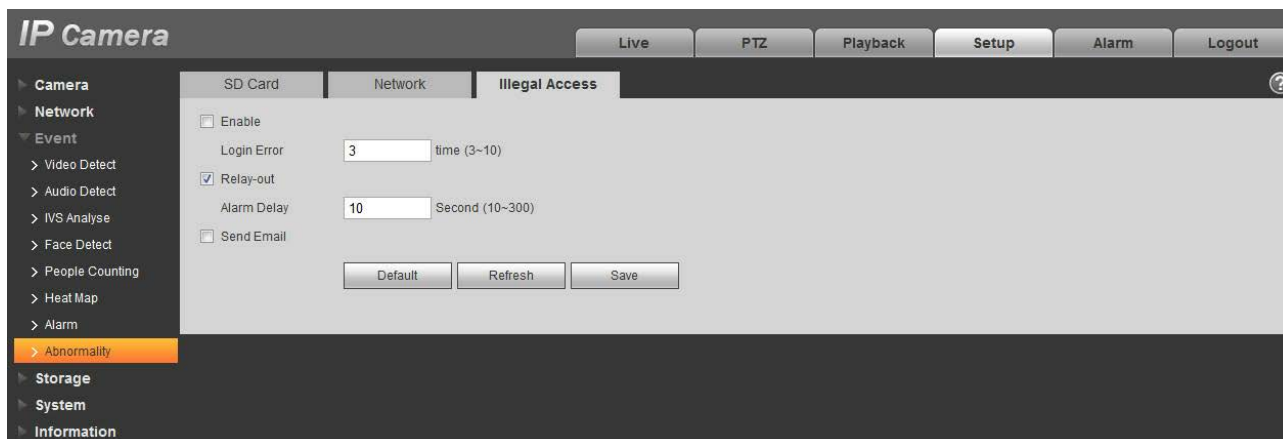 IP Camera
Live PTZ Playback Setup Alarm Logout
Camera
Network
Event
Video Detect
Audio Detect
IVS Analyse
Face Detect
People Counting
Heat Map
Alarm
Abnormality
Storage
System
Information
SD Card Network Illegal Access
?
Enable
Login Error 3 time (3~10)
Relay-out
Alarm Delay 10 Second (10~300)
Send Email
Default Refresh Save